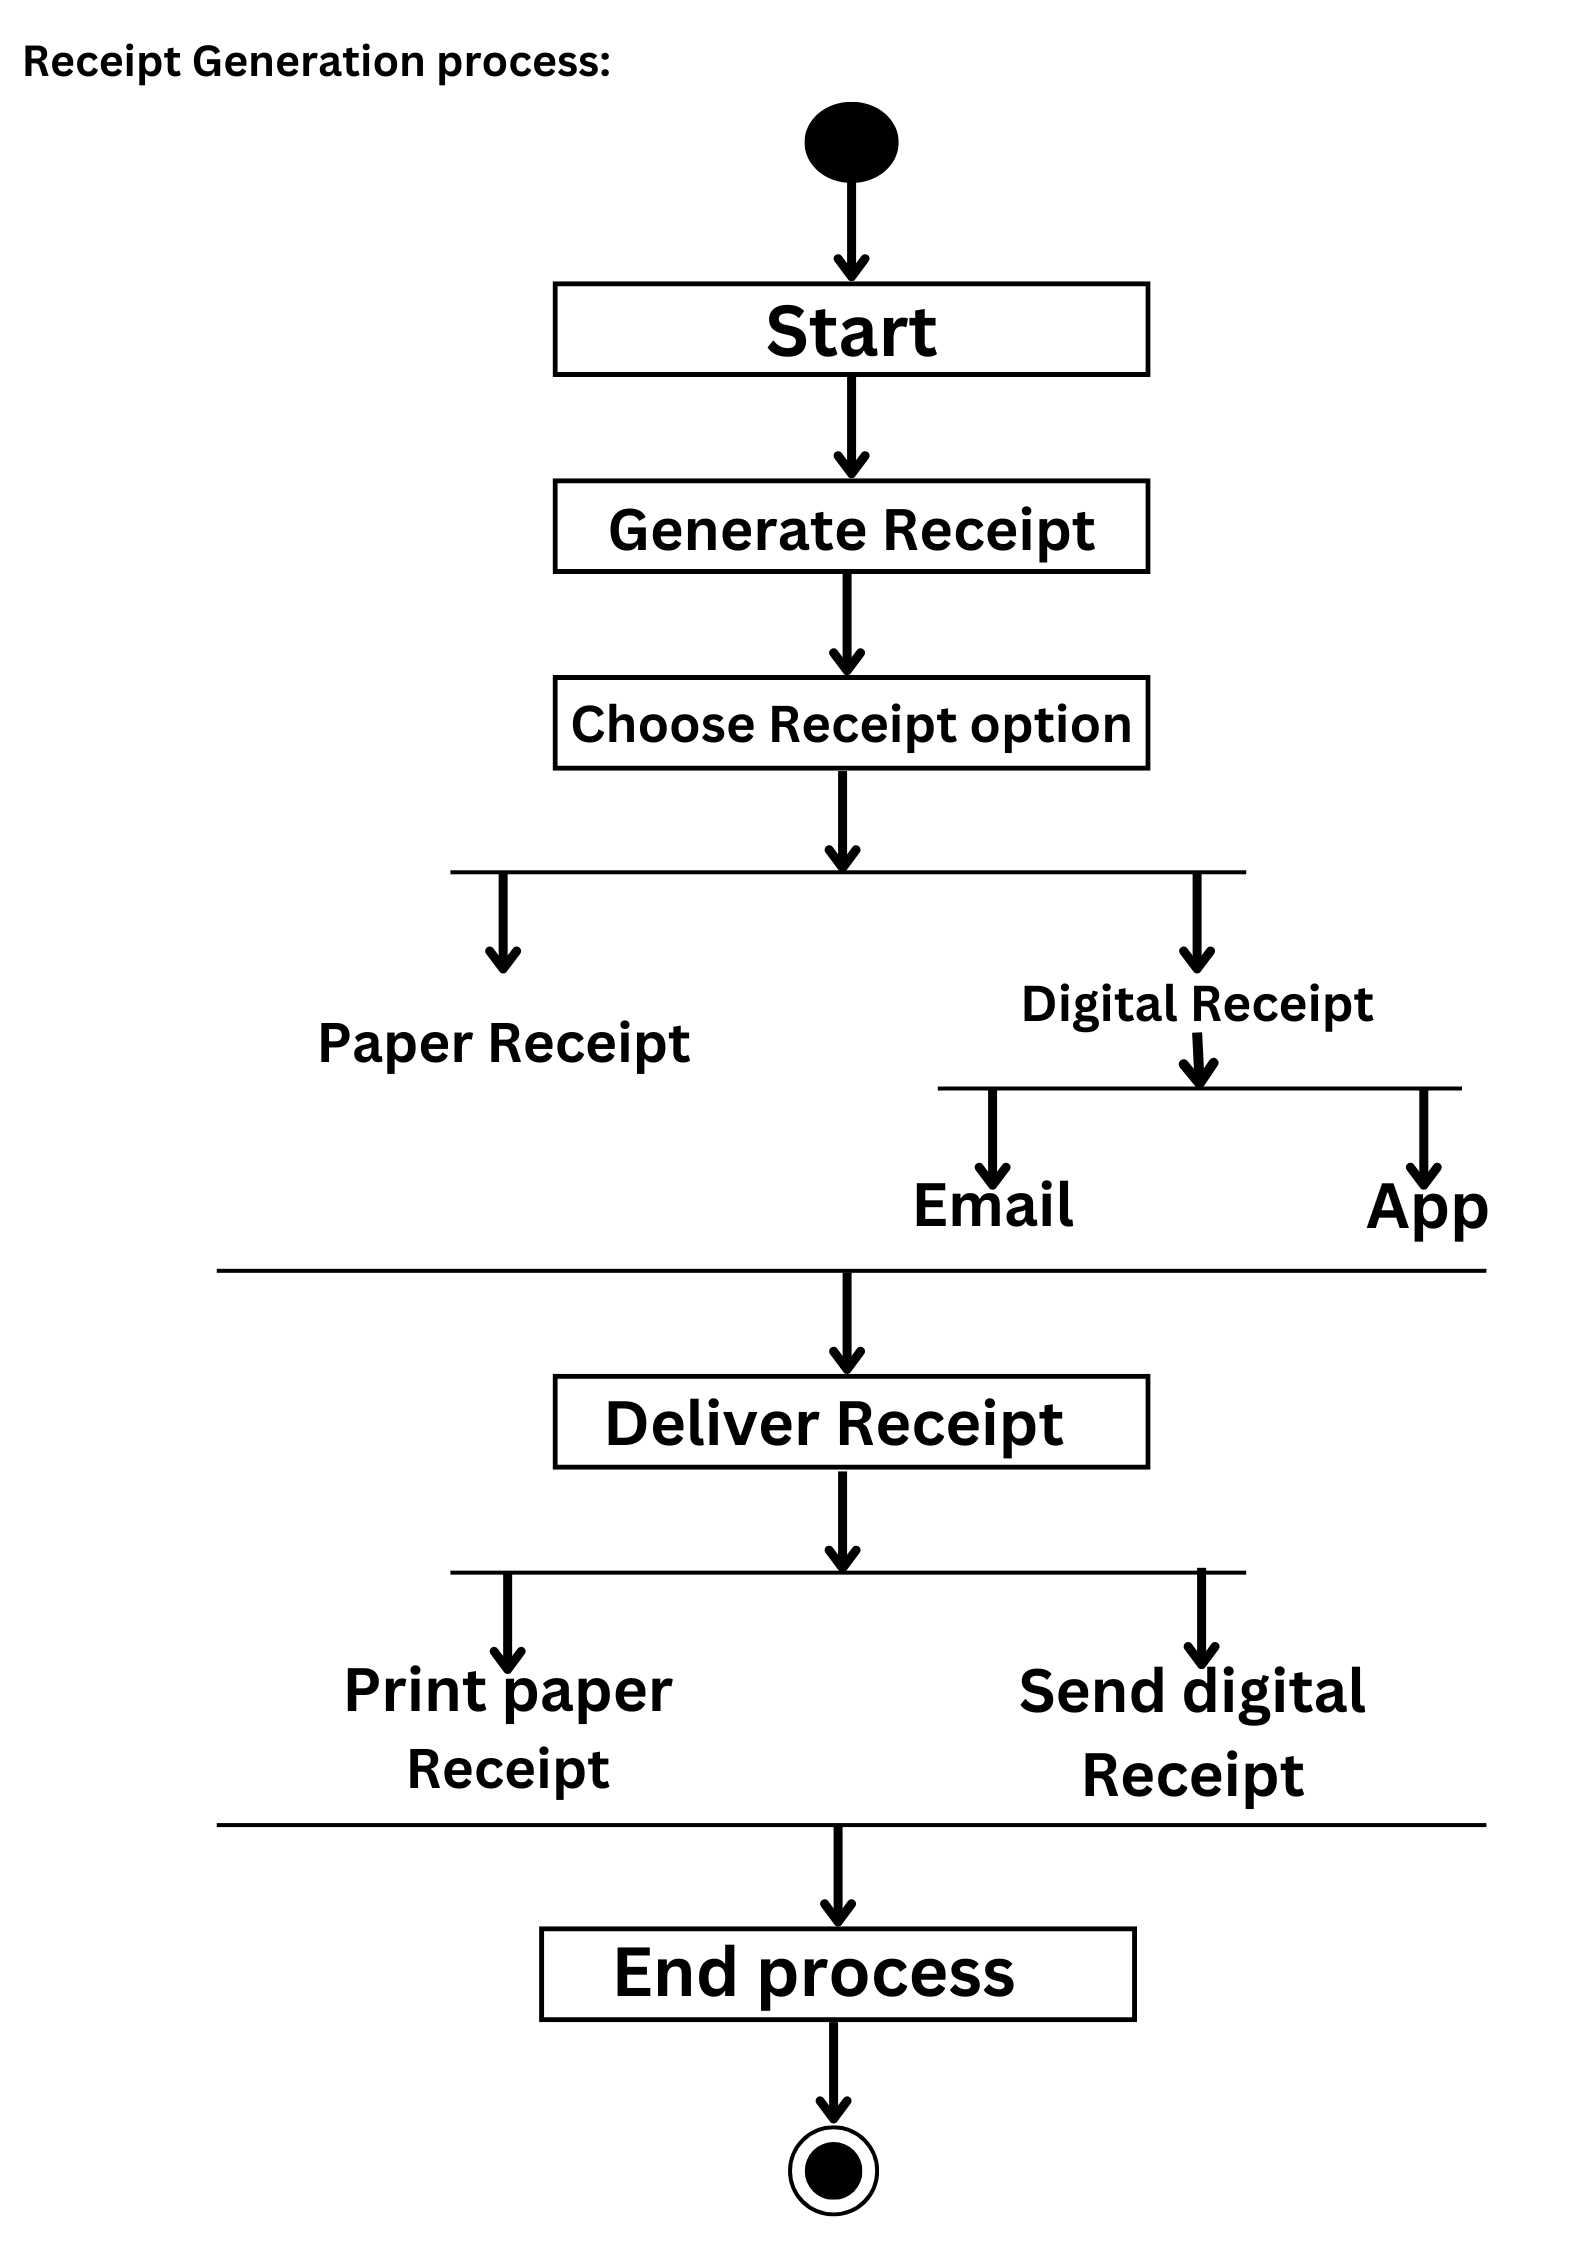 Receipt Generation process:
Start
Generate Receipt
Choose Receipt option
Paper Receipt
Digital Receipt
Email
App
Deliver Receipt
Print paper
Receipt
Send digital
Receipt
End process